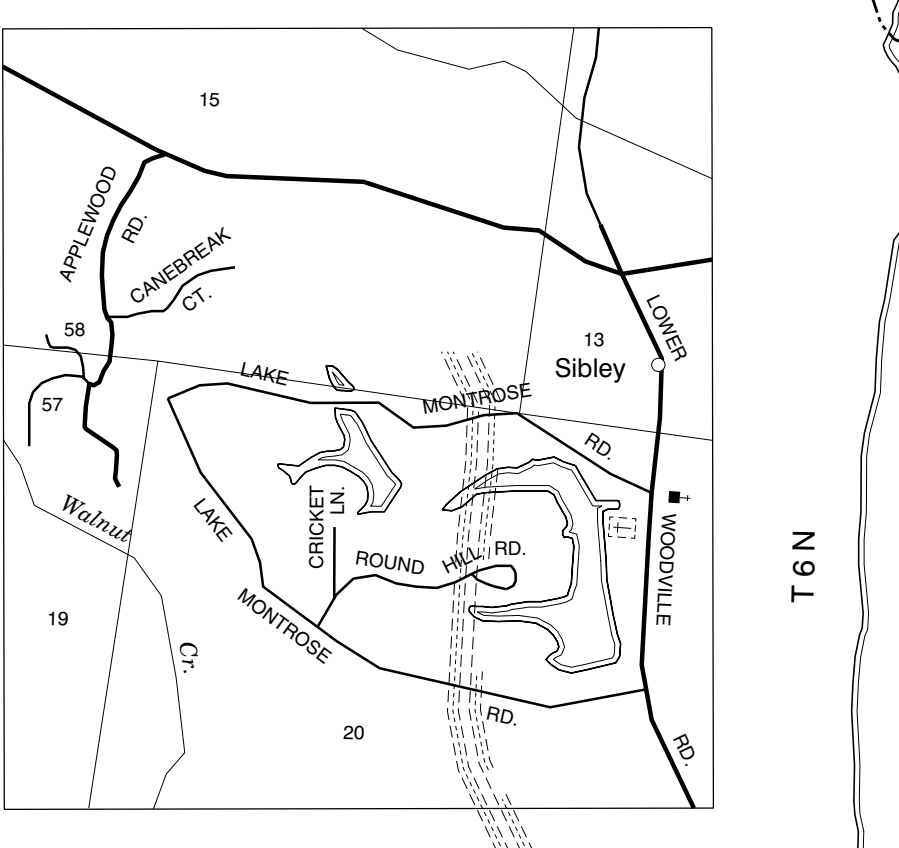 15
APPLEWOOD
RD.
CANEBREAK
CT.
58
57
LOWER
13
Sibley
LAKE
MONTROSE
RD.
Walnut
LAKE
CRICKET
LN.
ROUND HILL RD.
WOODVILLE
T 6 N
MONTROSE
19
Cr.
20
RD.
RD.